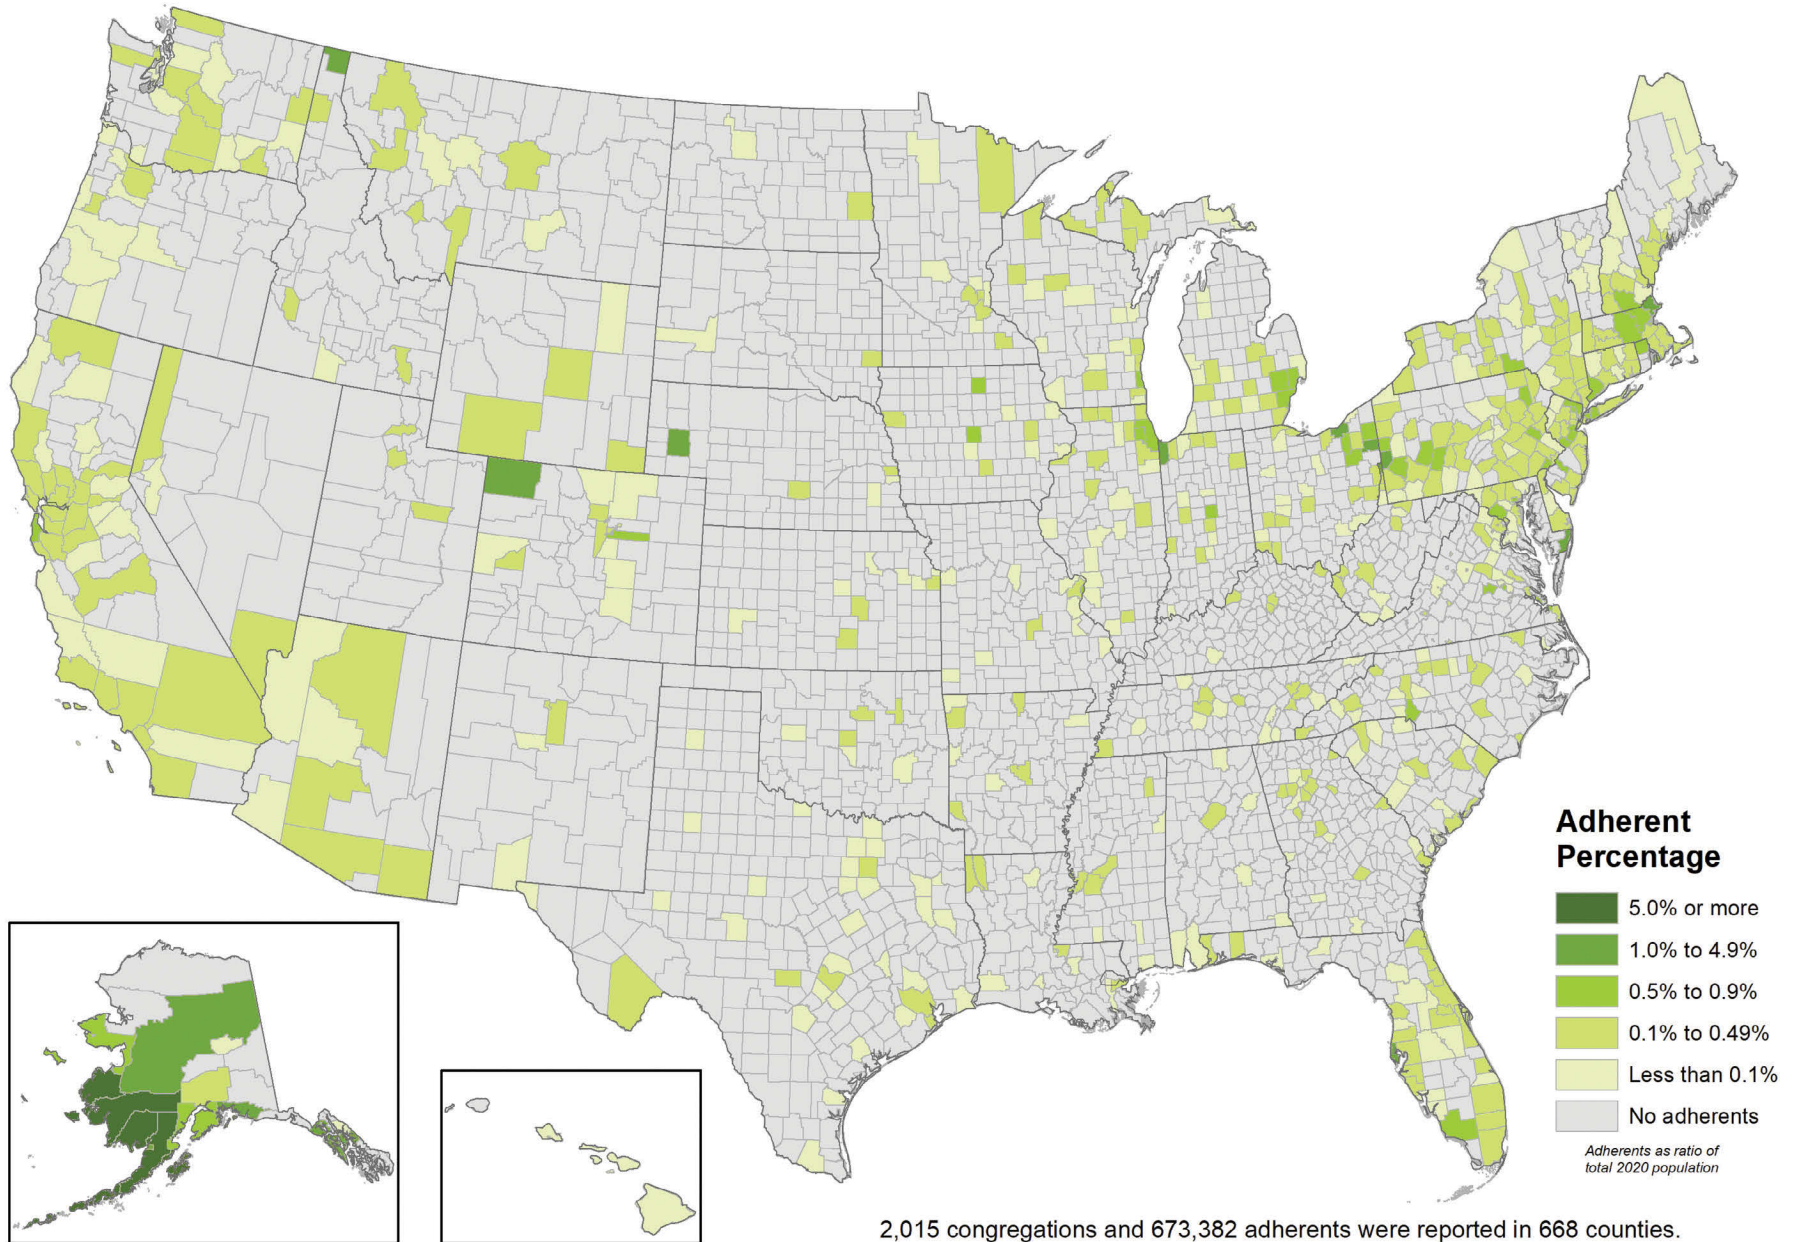 Adherent
Percentage
5.0% or more
1.0% to 4.9%
0.5% to 0.9%
0.1% to 0.49%
Less than 0.1%
No adherents
Adherents as ratio of
total 2020 population
2,015 congregations and 673,382 adherents were reported in 668 counties.